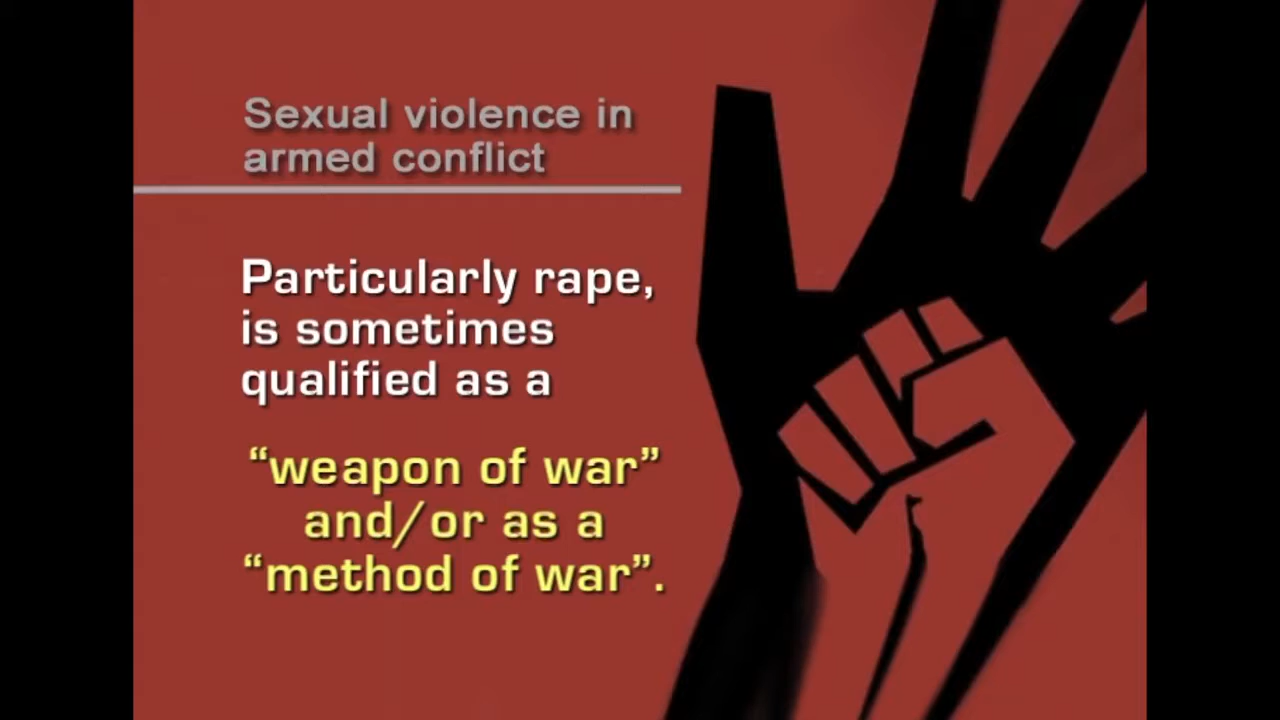 Sexual violence in
armed conflict
Particularly rape,
is sometimes
qualified as a
“weapon of war”
and/or as a
“method of war”.